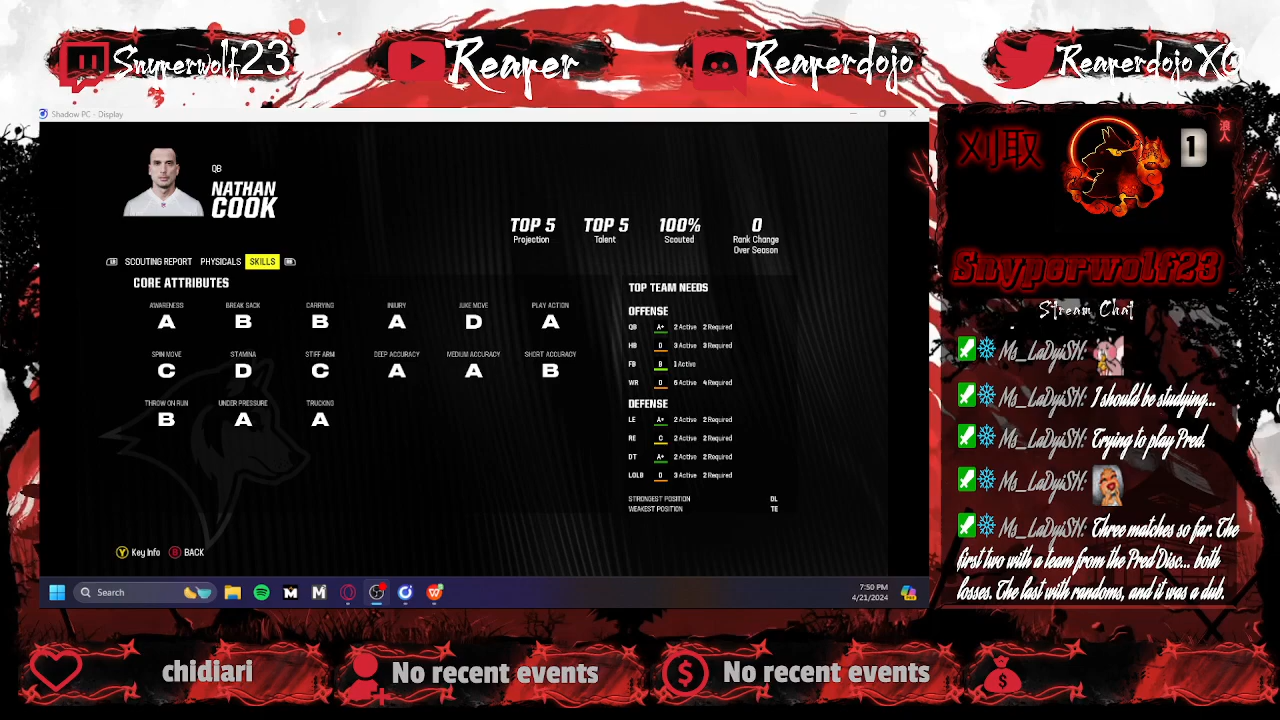 Snyperwolf23
Reaper
Reaperdojo
ReaperdojoXG
Shadow PC - Display
QB
NATHAN
COOK
TOP 5
Projection
TOP 5
Talent
100%
Scouted
0
Rank Change
Over Season
SCOUTING REPORT PHYSICALS SKILLS
CORE ATTRIBUTES
AWARENESS BREAK SACK CARRYING INJURY JUKE MOVE PLAY ACTION
A B B A D A
SPIN MOVE STAMINA STIFF ARM DEEP ACCURACY MEDIUM ACCURACY SHORT ACCURACY
C D C A A B
THROW ON RUN UNDER PRESSURE TRUCKING
B A A
TOP TEAM NEEDS
OFFENSE
QB A+ 2 Active 2 Required
HB D 3 Active 3 Required
FB B 1 Active
WR D 6 Active 4 Required
DEFENSE
LE A+ 2 Active 2 Required
RE C 2 Active 2 Required
DT A+ 2 Active 2 Required
LOLB D 3 Active 2 Required
STRONGEST POSITION DL
WEAKEST POSITION TE
Y Key Info B BACK
Search
7:50 PM
4/21/2024
刈取
1
浪人
Snyperwolf23
Stream Chat
Ms_LaDyiSH:
Ms_LaDyiSH: I should be studying...
Ms_LaDyiSH: Trying to play Pred.
Ms_LaDyiSH:
Ms_LaDyiSH: Three matches so far. The
first two with a team from the Pred Disc... both
losses. The last with randoms, and it was a dub.
chidiari
No recent events
No recent events